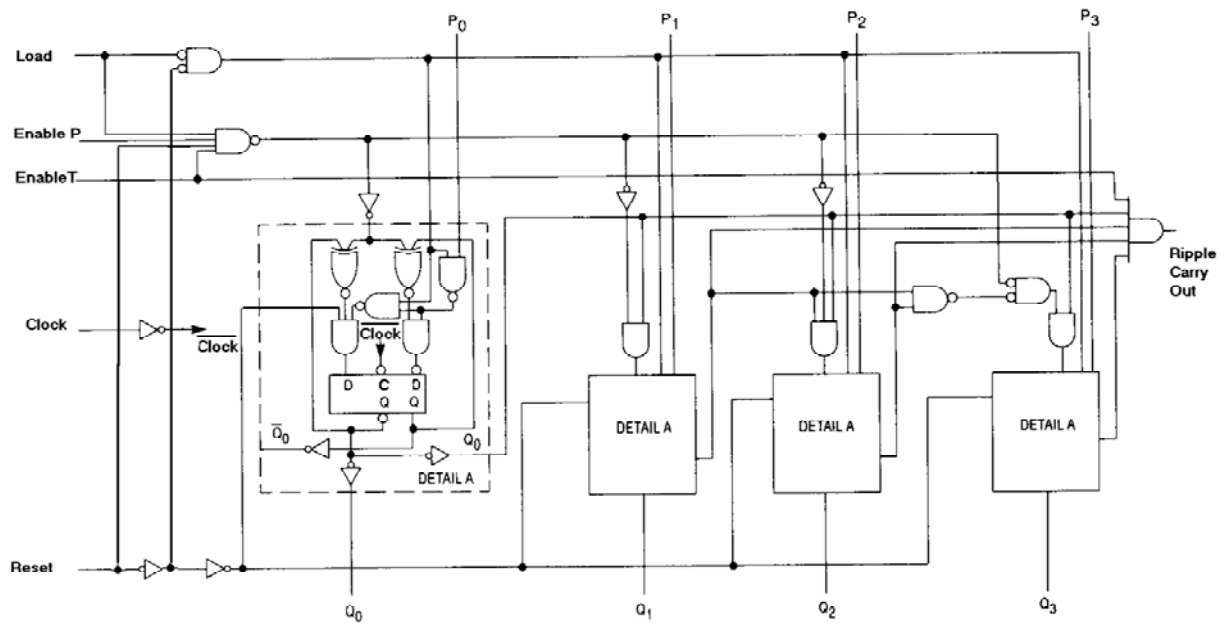 P0
P1
P2
P3
Load
Enable P
EnableT
Ripple
Carry
Out
Clock
Clock
Clock
D C D
Q Q
Q0
Q0
DETAIL A
DETAIL A
DETAIL A
DETAIL A
Reset
Q0
Q1
Q2
Q3